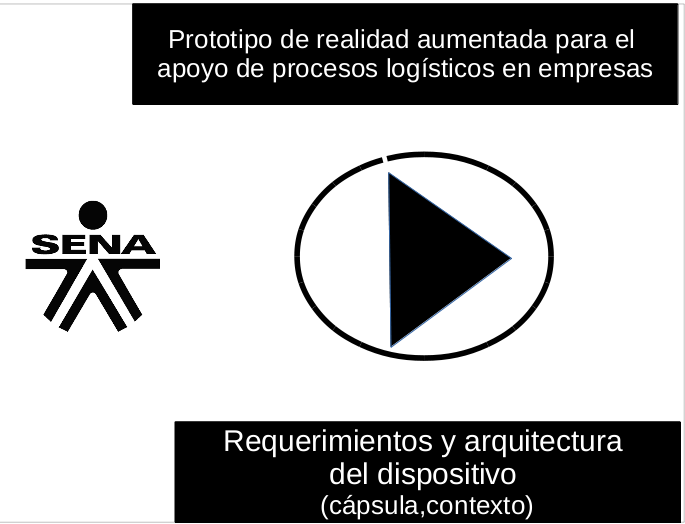 Prototipo de realidad aumentada para el
apoyo de procesos logísticos en empresas
SENA
Requerimientos y arquitectura
del dispositivo
(cápsula,contexto)